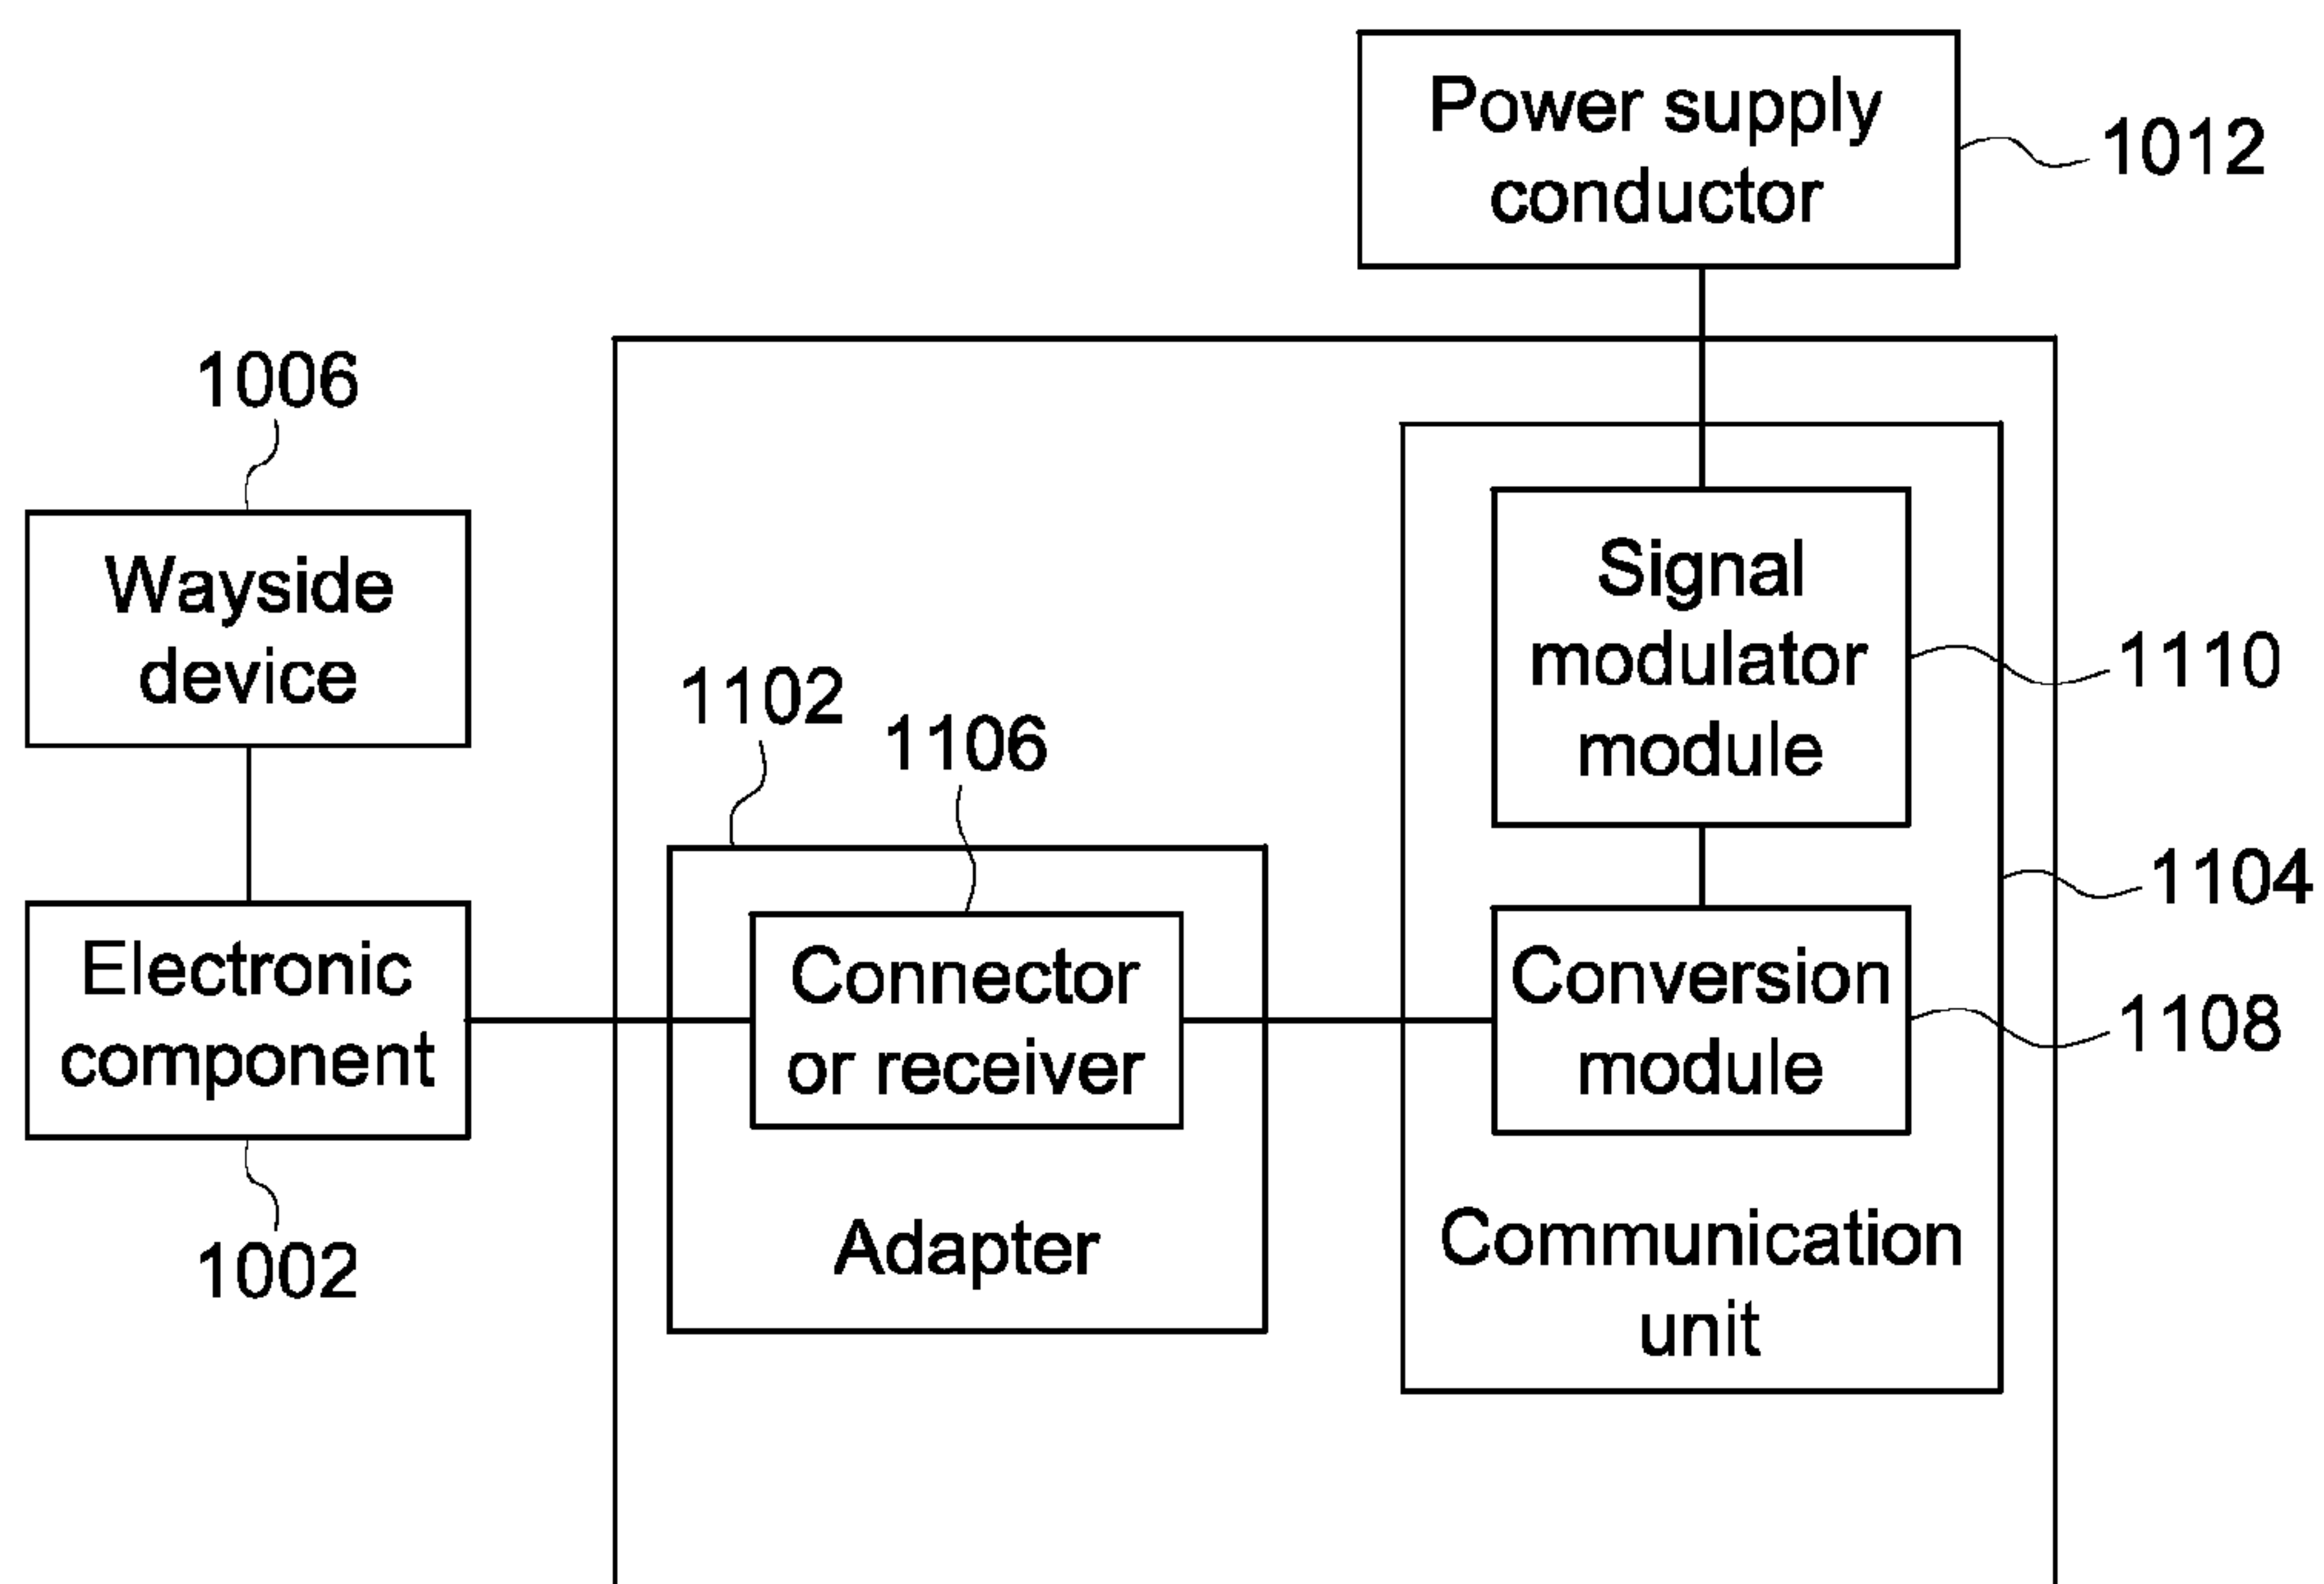 Power supply
conductor
1012
1006
Wayside
device
Signal
modulator
module
1110
1102
1106
1104
Electronic
component
Connector
or receiver
Conversion
module
1108
1002
Adapter
Communication
unit